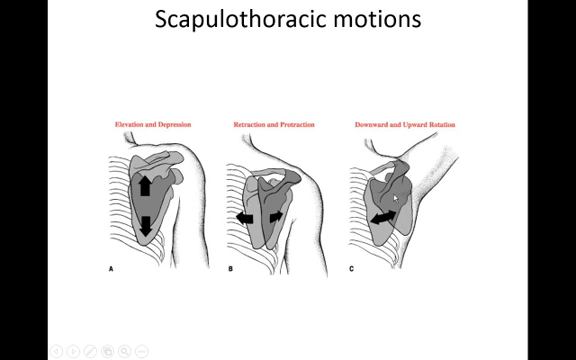 Scapulothoracic motions
Elevation and Depression
Retraction and Protraction
Downward and Upward Rotation
A
B
C